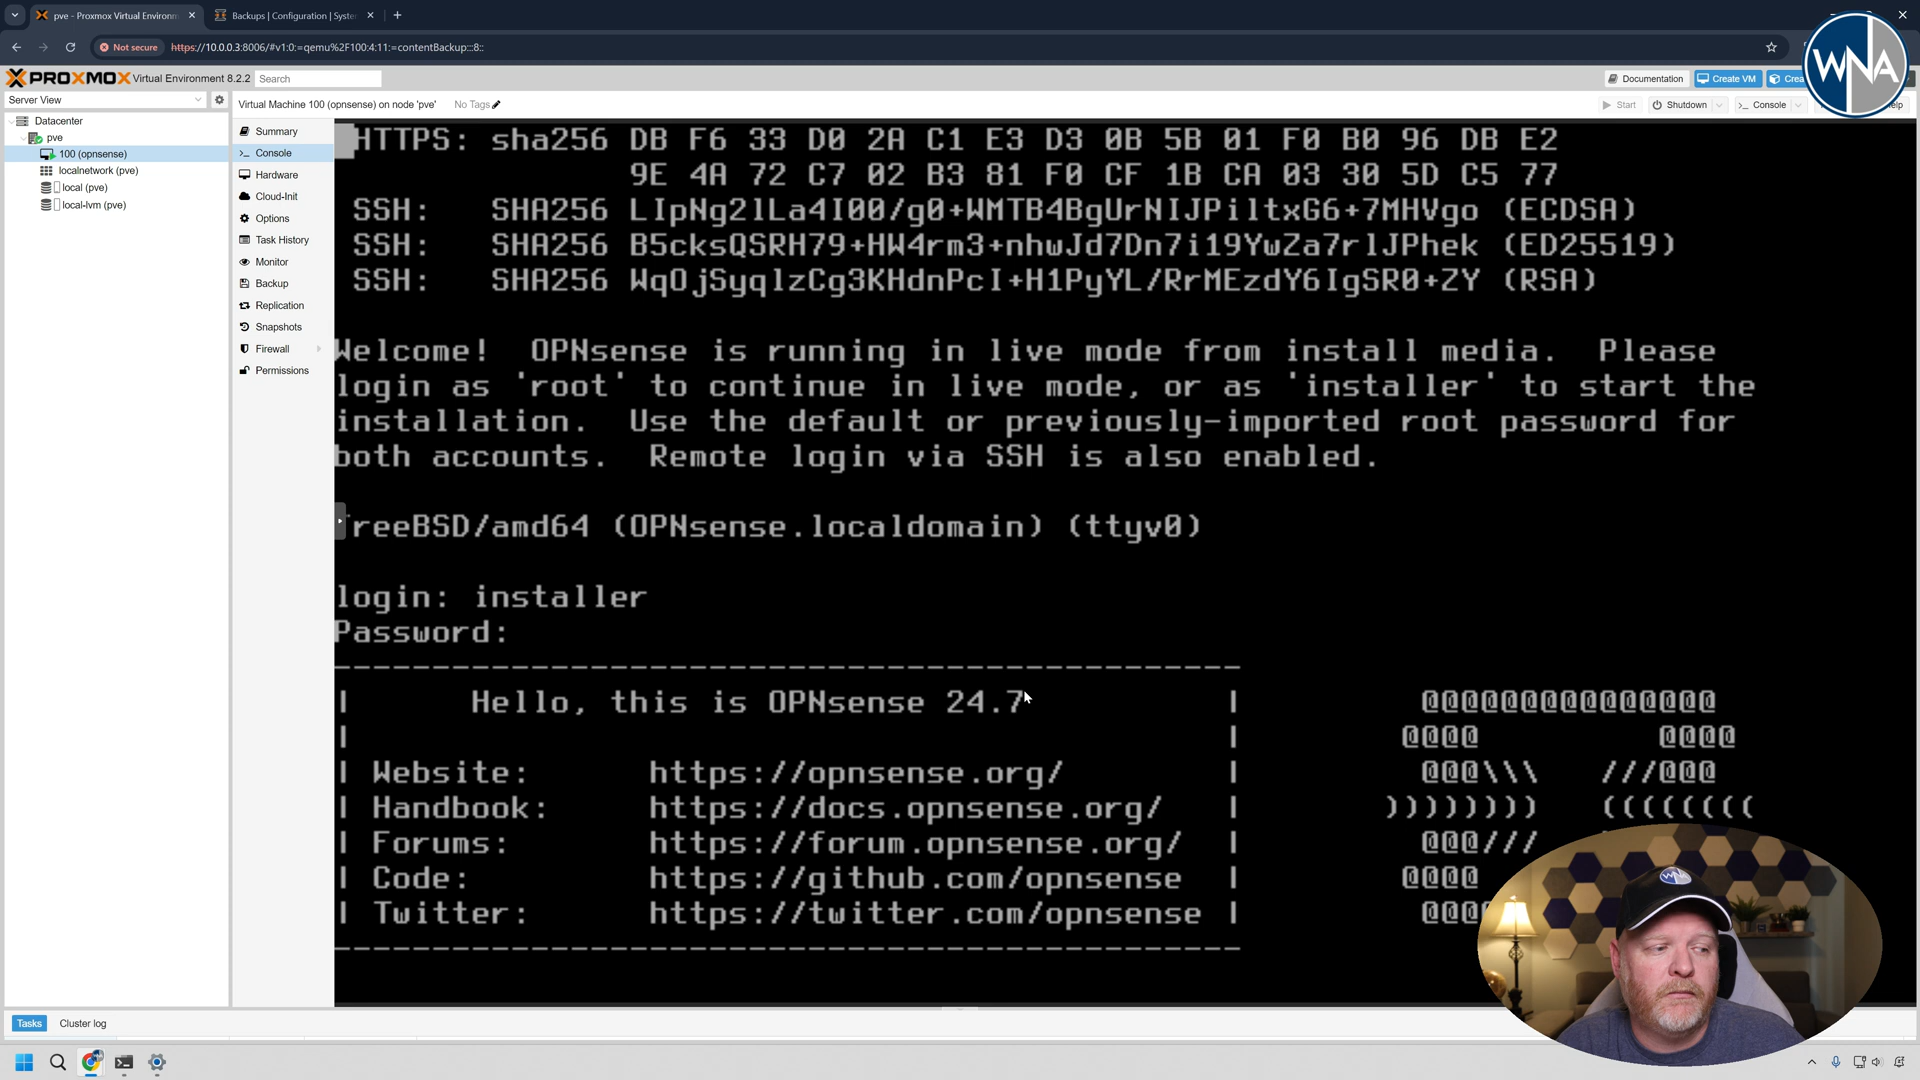 pve - Proxmox Virtual Environm
Backups | Configuration | Syste
Not secure
https://10.0.0.3:8006/#v1:0:=qemu%2F100:4:11:=contentBackup:::8::
WNA
PROXMOX Virtual Environment 8.2.2
Search
Documentation
Create VM
Crea
Server View
Virtual Machine 100 (opnsense) on node 'pve'
No Tags
Start
Shutdown
Console
elp
Datacenter
pve
100 (opnsense)
localnetwork (pve)
local (pve)
local-lvm (pve)
Summary
Console
Hardware
Cloud-Init
Options
Task History
Monitor
Backup
Replication
Snapshots
Firewall
Permissions
HTTPS: sha256 DB F6 33 D0 2A C1 E3 D3 0B 5B 01 F0 B0 96 DB E2
9E 4A 72 C7 02 B3 81 F0 CF 1B CA 03 30 5D C5 77
SSH: SHA256 LIpNg2lLa4I00/g0+WMTB4BgUrNIJPiltxG6+7MHVgo (ECDSA)
SSH: SHA256 B5cksQSRH79+HW4rm3+nhwJd7Dn7i19YwZa7rlJPhek (ED25519)
SSH: SHA256 WqOjSyqlzCg3KHdnPcI+H1PyYL/RrMEzdY6IgSR0+ZY (RSA)
Welcome! OPNsense is running in live mode from install media. Please
login as 'root' to continue in live mode, or as 'installer' to start the
installation. Use the default or previously-imported root password for
both accounts. Remote login via SSH is also enabled.
reeBSD/amd64 (OPNsense.localdomain) (ttyv0)
login: installer
Password:
----------------------------------------------
| Hello, this is OPNsense 24.7 | @@@@@@@@@@@@@@@
| | @@@@ @@@@
| Website: https://opnsense.org/ | @@@\\\ ///@@@
| Handbook: https://docs.opnsense.org/ | )))))))) ((((((((
| Forums: https://forum.opnsense.org/ | @@@///
| Code: https://github.com/opnsense | @@@@
| Twitter: https://twitter.com/opnsense | @@@
----------------------------------------------
WNA
Tasks
Cluster log